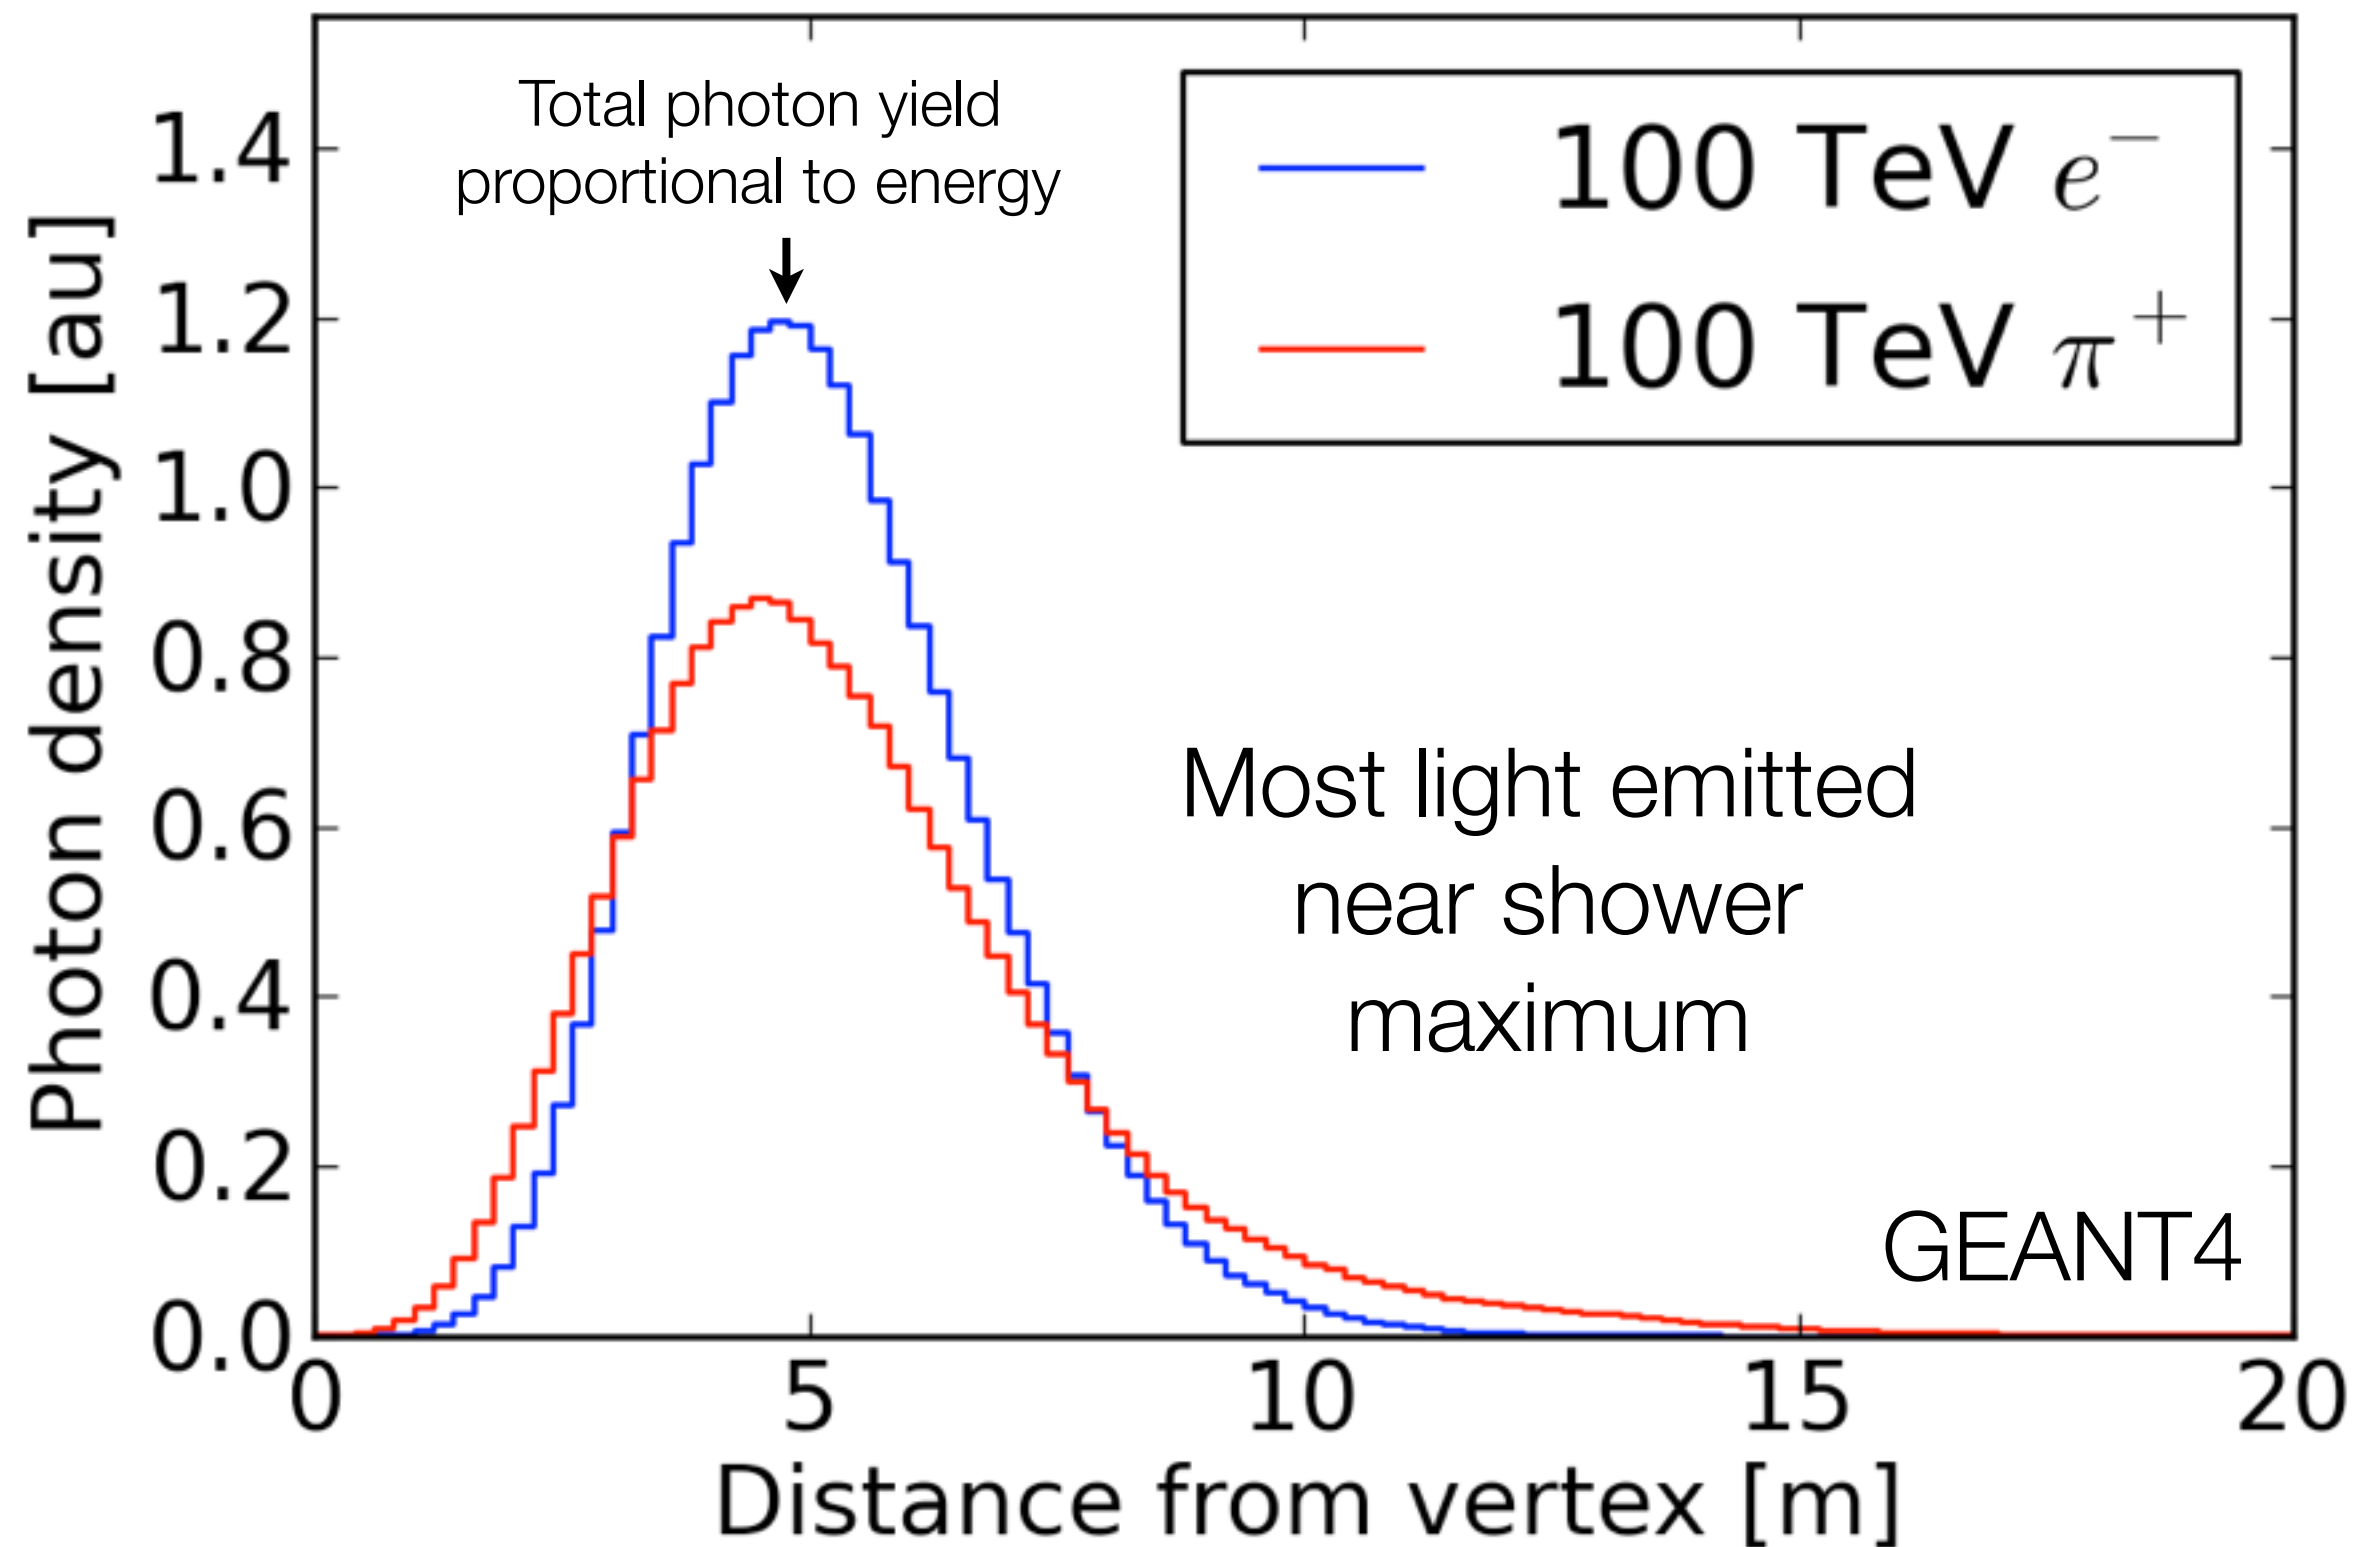 Total photon yield
proportional to energy
100 TeV e⁻
100 TeV π⁺
Most light emitted
near shower
maximum
GEANT4
Photon density [au]
1.4
1.2
1.0
0.8
0.6
0.4
0.2
0.0
0 5 10 15 20
Distance from vertex [m]